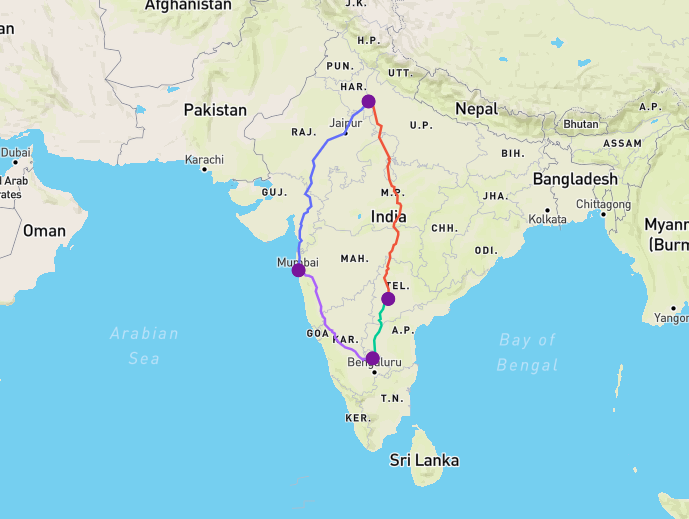 Afghanistan
J.K.
an
H.P.
PUN.
UTT.
HAR.
Pakistan
Nepal
A.P.
Jaipur
RAJ.
U.P.
Bhutan
ASSAM
Dubai
Karachi
BIH.
l Arab
rates
GUJ.
M.P.
JHA.
Bangladesh
Chittagong
Oman
India
Kolkata
CHH.
Myanm
(Burm
ODI.
MAH.
Mumbai
TEL.
Yangon
Arabian
Sea
GOA
KAR.
A.P.
Bay of
Bengal
Bengaluru
T.N.
KER.
Sri Lanka